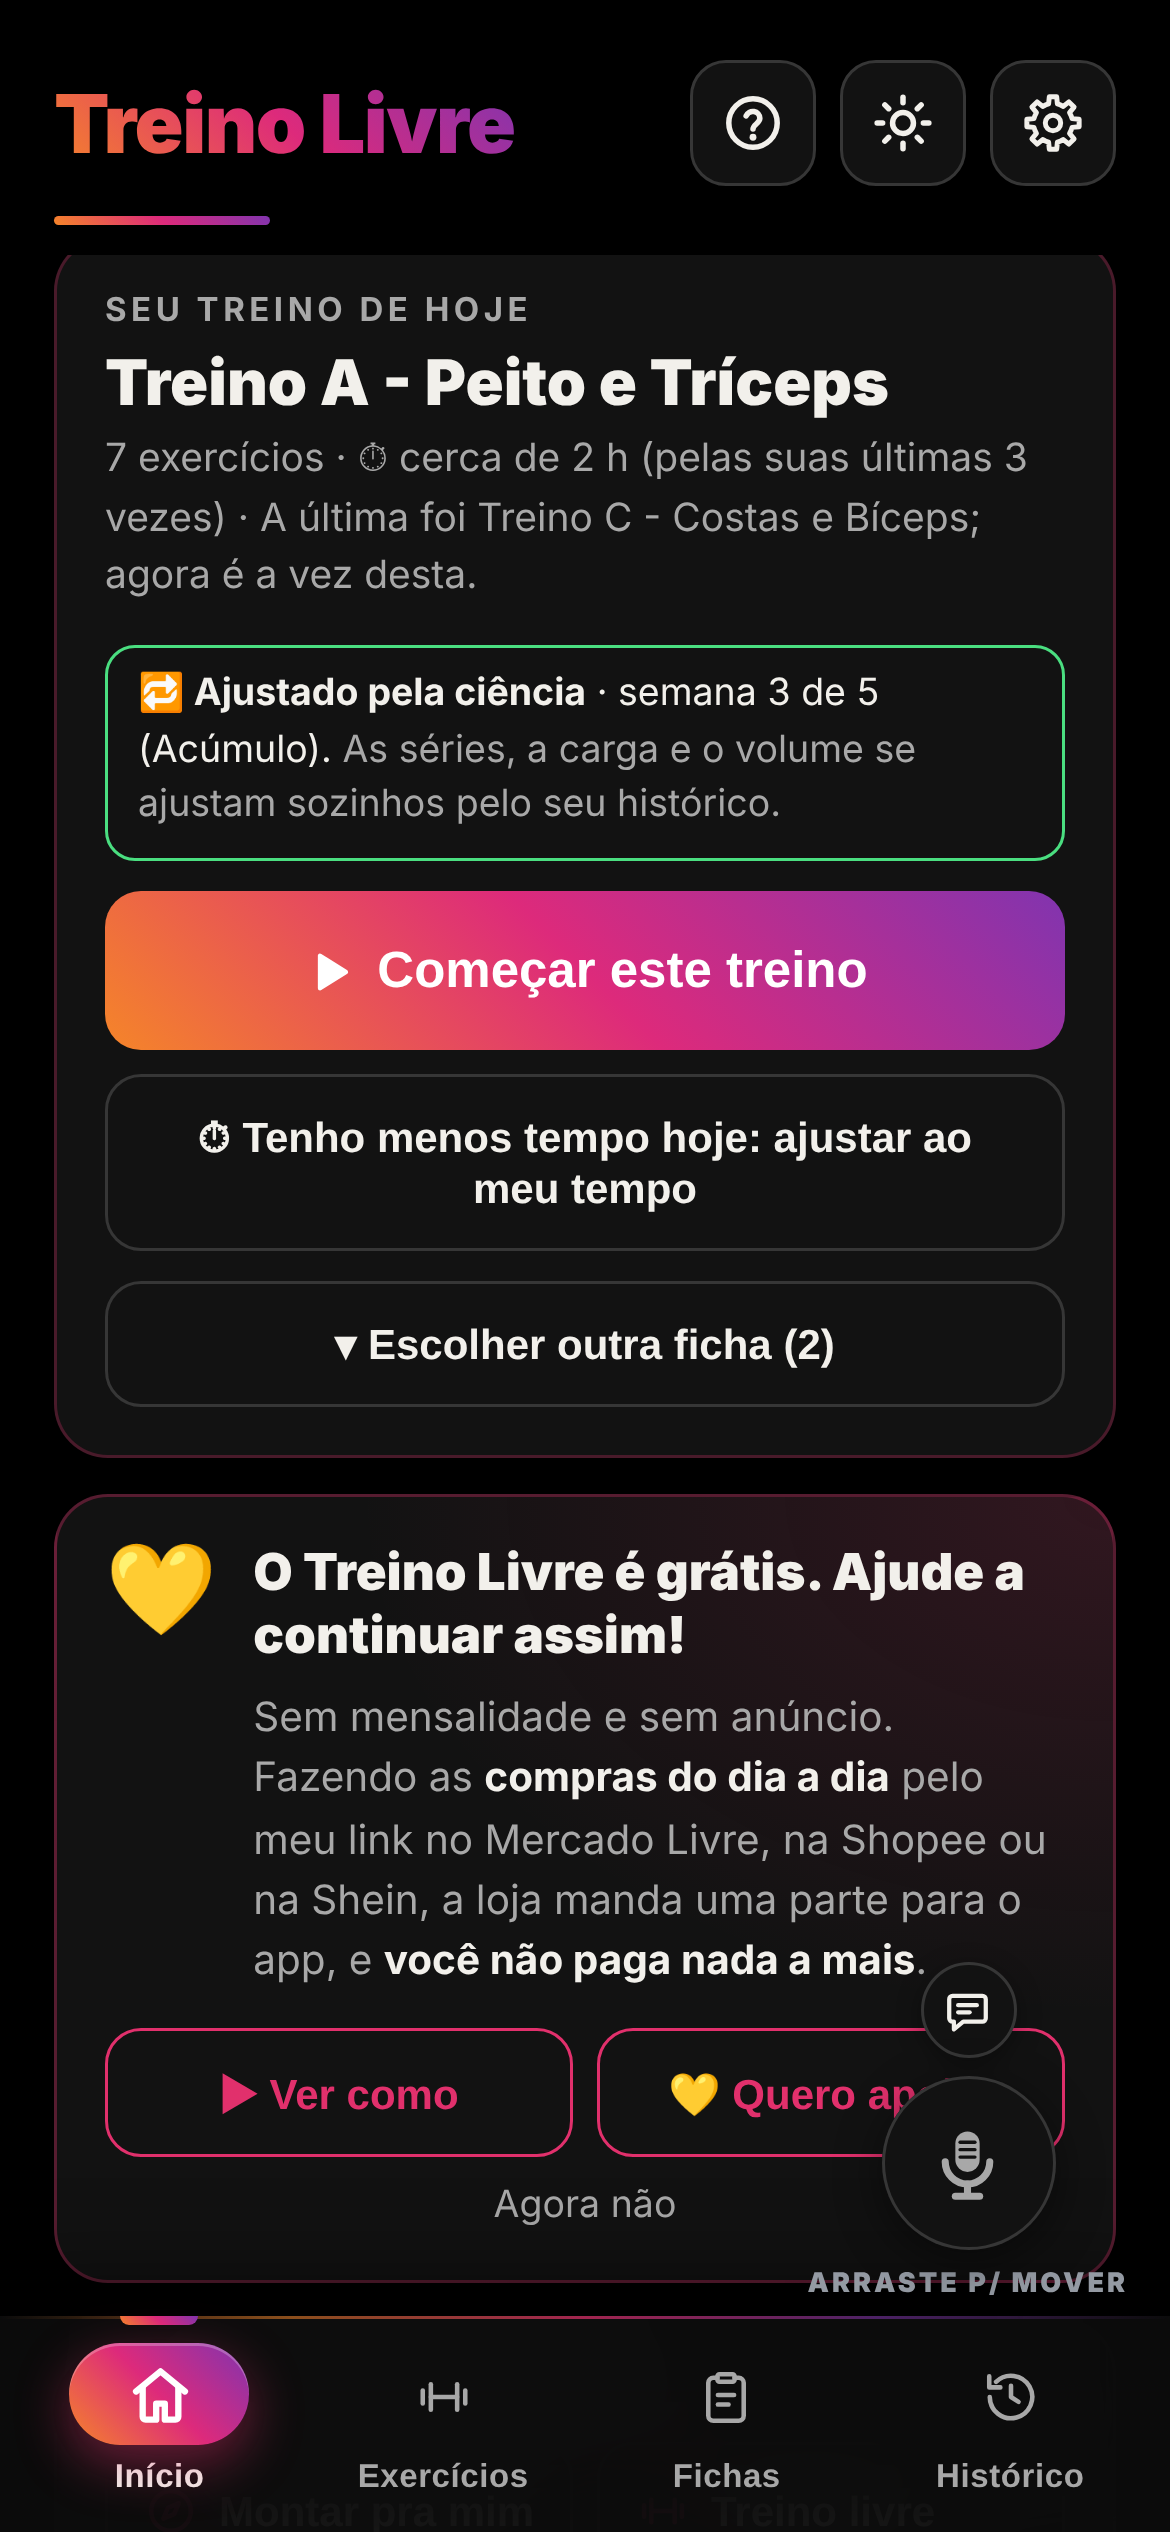 Treino Livre
SEU TREINO DE HOJE
Treino A - Peito e Tríceps
7 exercícios · ⏱ cerca de 2 h (pelas suas últimas 3
vezes) · A última foi Treino C - Costas e Bíceps;
agora é a vez desta.
🔁 Ajustado pela ciência · semana 3 de 5
(Acúmulo). As séries, a carga e o volume se
ajustam sozinhos pelo seu histórico.
▶ Começar este treino
⏱ Tenho menos tempo hoje: ajustar ao
meu tempo
▾ Escolher outra ficha (2)
💛 O Treino Livre é grátis. Ajude a
continuar assim!
Sem mensalidade e sem anúncio.
Fazendo as compras do dia a dia pelo
meu link no Mercado Livre, na Shopee ou
na Shein, a loja manda uma parte para o
app, e você não paga nada a mais.
▶ Ver como
💛 Quero
Agora não
ARRASTE P/ MOVER
Início
Exercícios
Fichas
Histórico
Montar pra mim
Treino livre